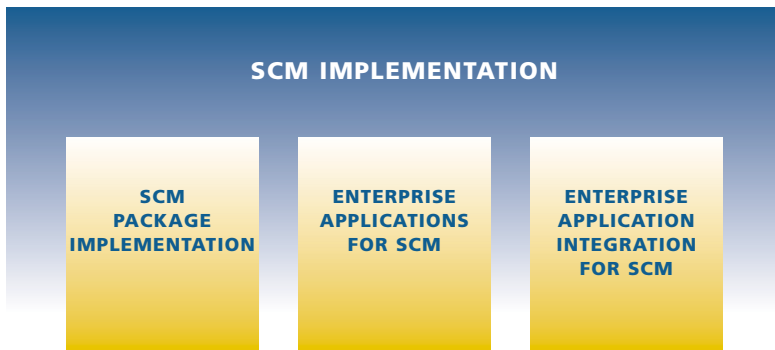 SCM IMPLEMENTATION
SCM
PACKAGE
IMPLEMENTATION
ENTERPRISE
APPLICATIONS
FOR SCM
ENTERPRISE
APPLICATION
INTEGRATION
FOR SCM